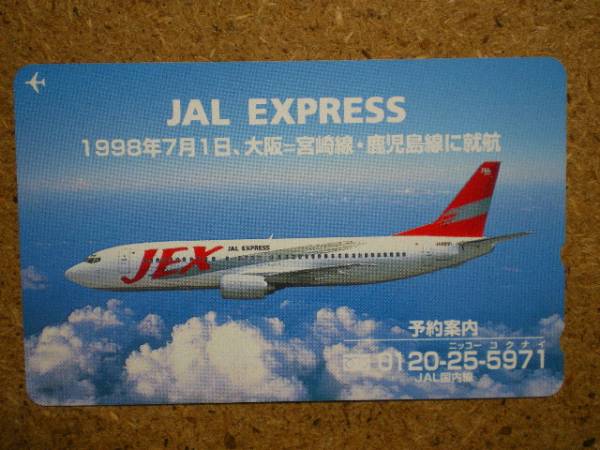 JAL EXPRESS
1998年7月1日、大阪=宮崎線・鹿児島線に就航
JEX JAL EXPRESS
予約案内
ニッコー コクナイ
0120-25-5971
JAL国内線